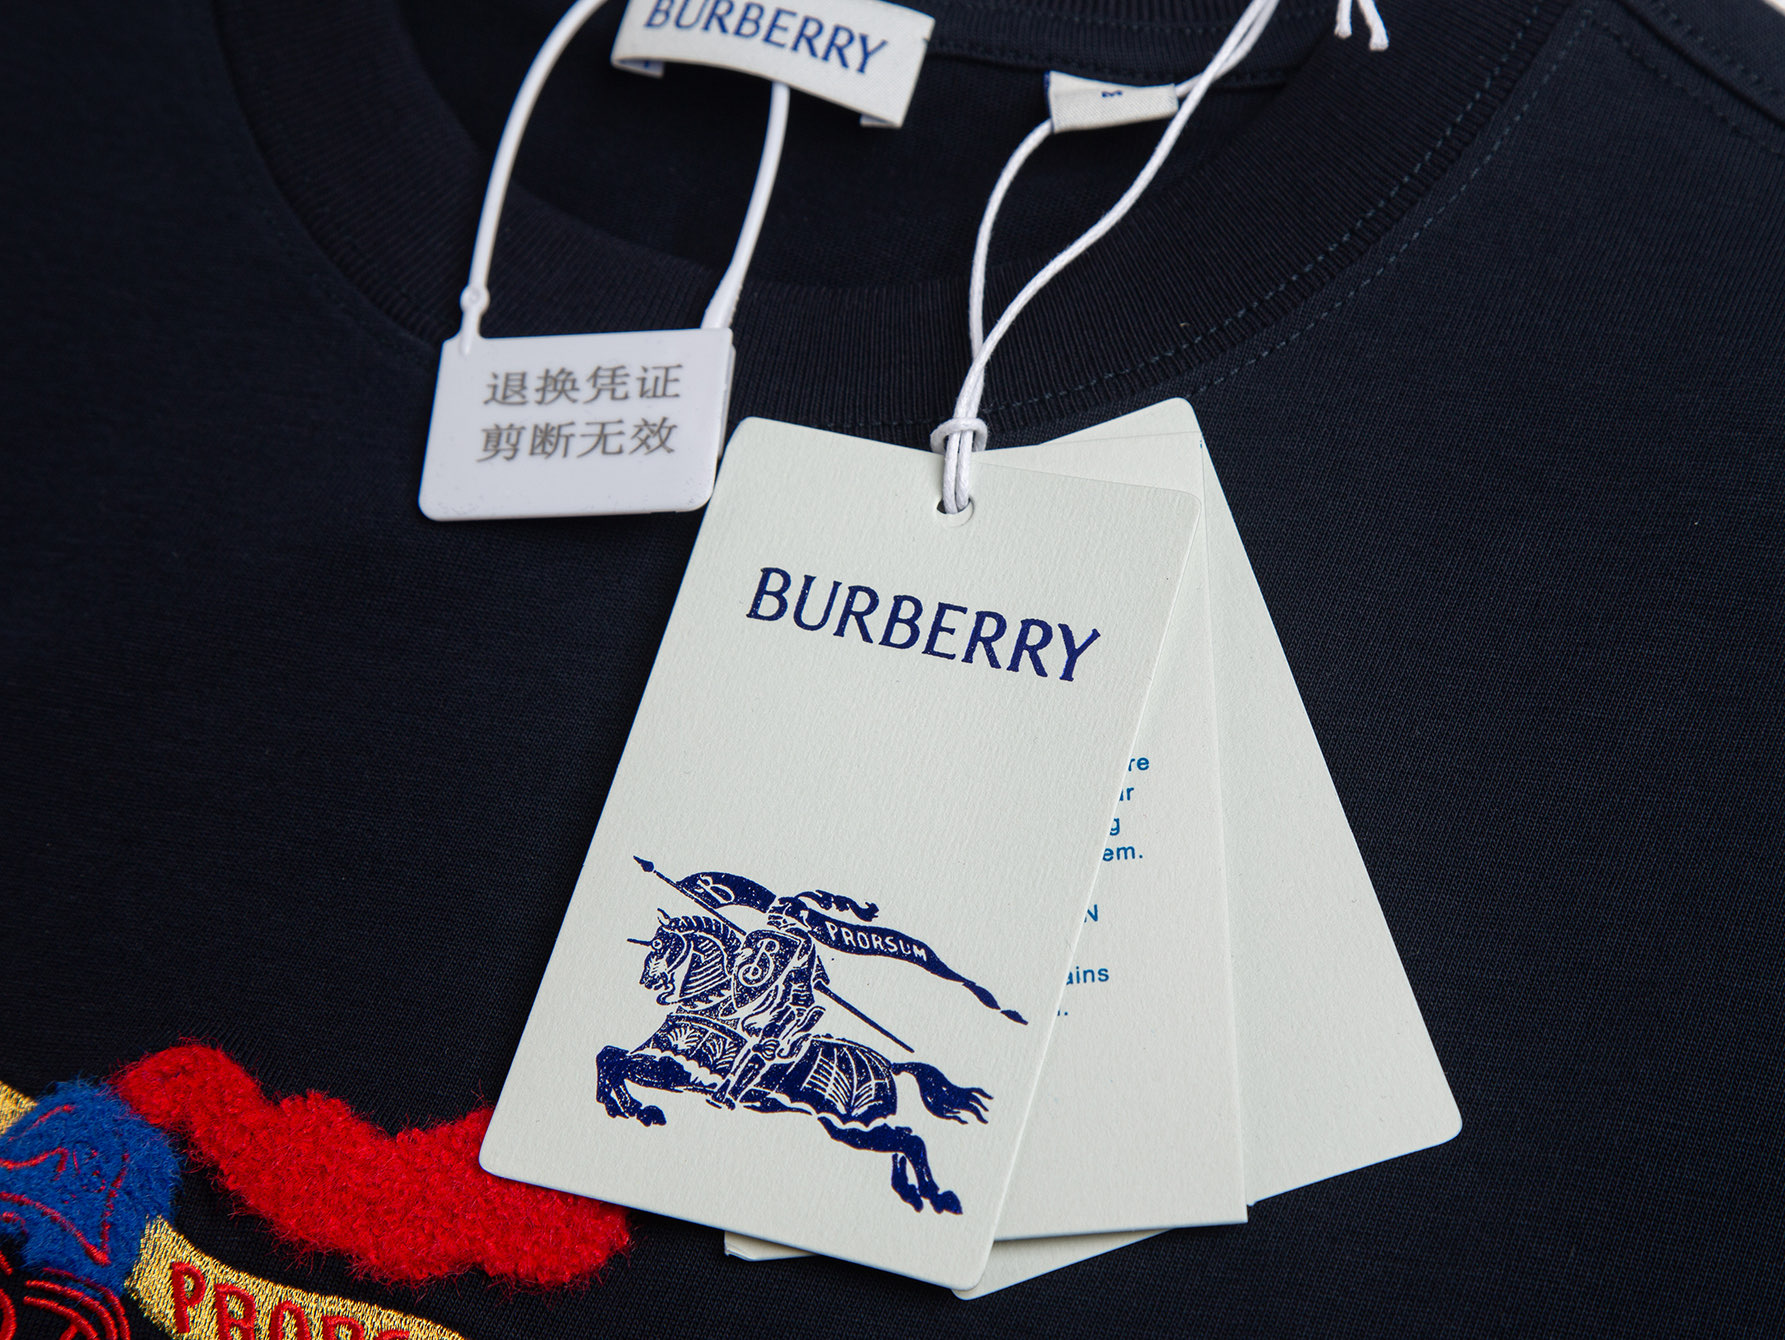 BURBERRY
M
退换凭证
剪断无效
BURBERRY
re
ur
g
em.
N
ains
B
PRORSUM
B
PRORS